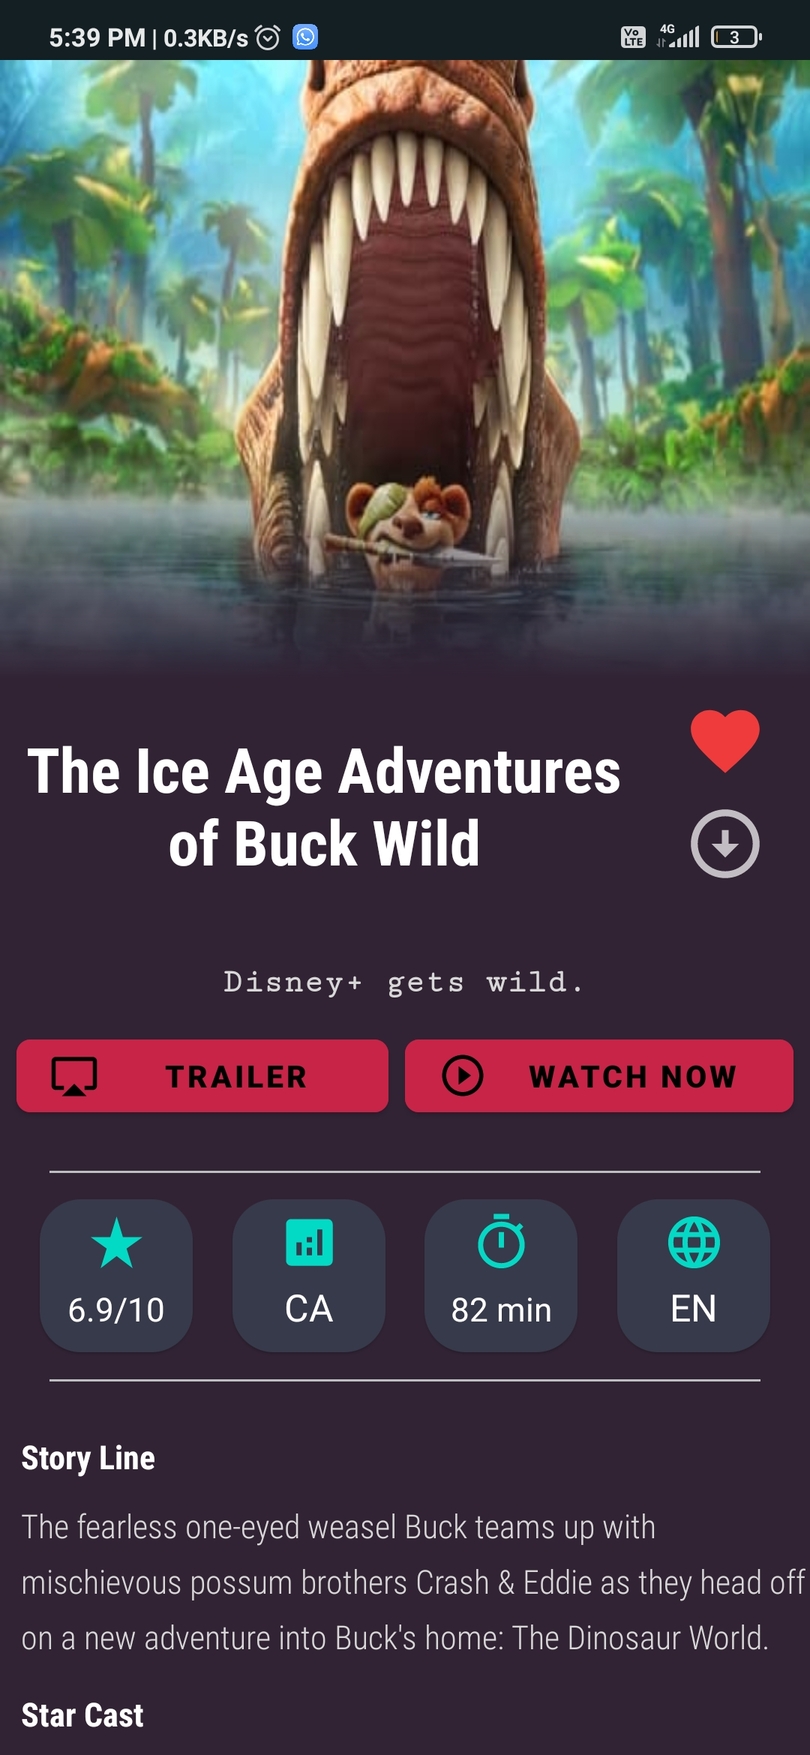 5:39 PM | 0.3KB/s
Vo LTE 4G 3
The Ice Age Adventures
of Buck Wild
Disney+ gets wild.
TRAILER
WATCH NOW
6.9/10
CA
82 min
EN
Story Line
The fearless one-eyed weasel Buck teams up with
mischievous possum brothers Crash & Eddie as they head off
on a new adventure into Buck's home: The Dinosaur World.
Star Cast